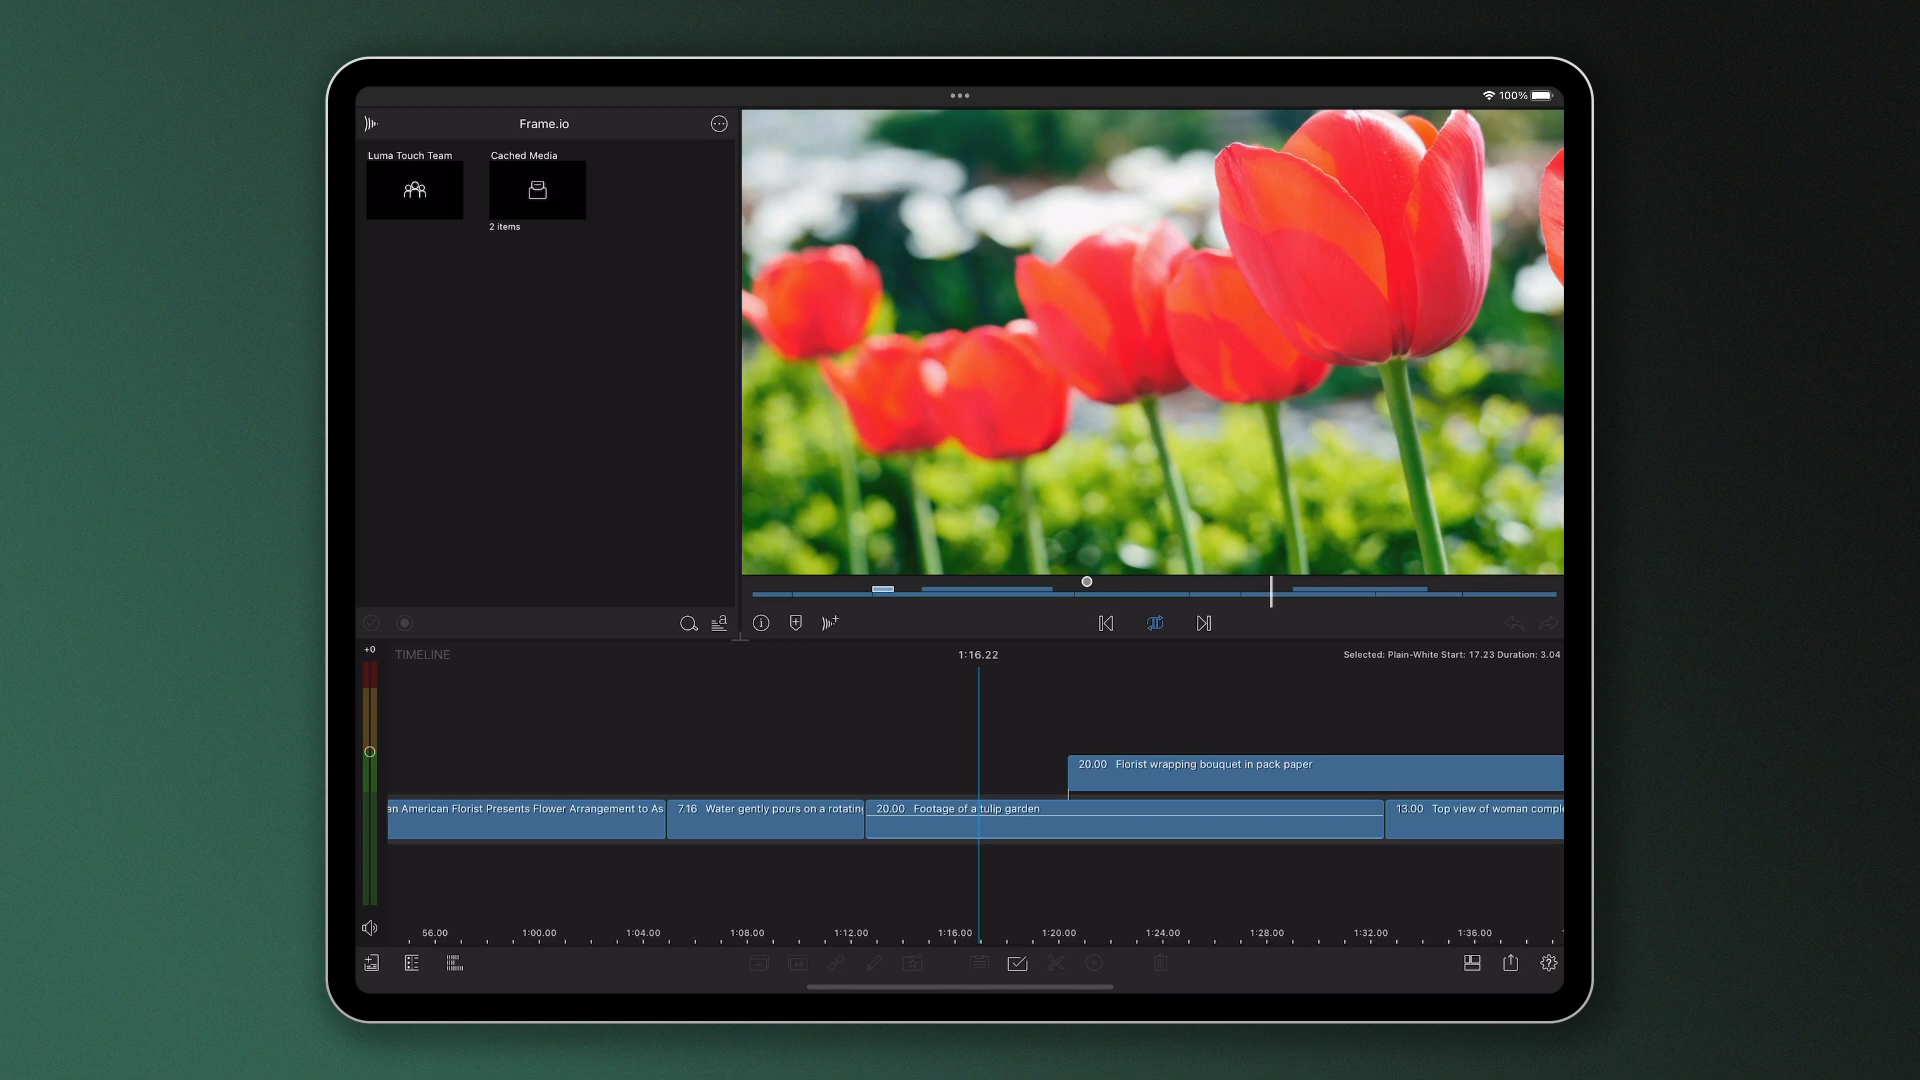 100%
Frame.io
Luma Touch Team
Cached Media
2 items
+0
TIMELINE
1:16.22
Selected: Plain-White Start: 17.23 Duration: 3.04
20.00 Florist wrapping bouquet in pack paper
an American Florist Presents Flower Arrangement to As
7.16 Water gently pours on a rotating
20.00 Footage of a tulip garden
13.00 Top view of woman comple
56.00 1:00.00 1:04.00 1:08.00 1:12.00 1:16.00 1:20.00 1:24.00 1:28.00 1:32.00 1:36.00